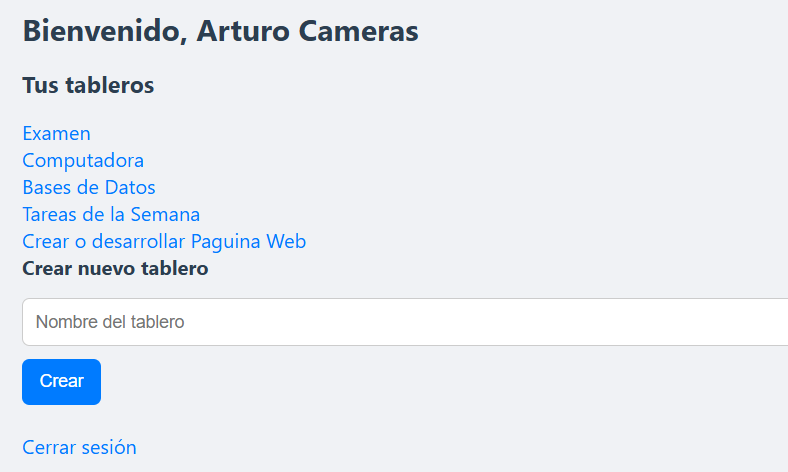 Bienvenido, Arturo Cameras
Tus tableros
Examen
Computadora
Bases de Datos
Tareas de la Semana
Crear o desarrollar Paguina Web
Crear nuevo tablero
Nombre del tablero
Crear
Cerrar sesión